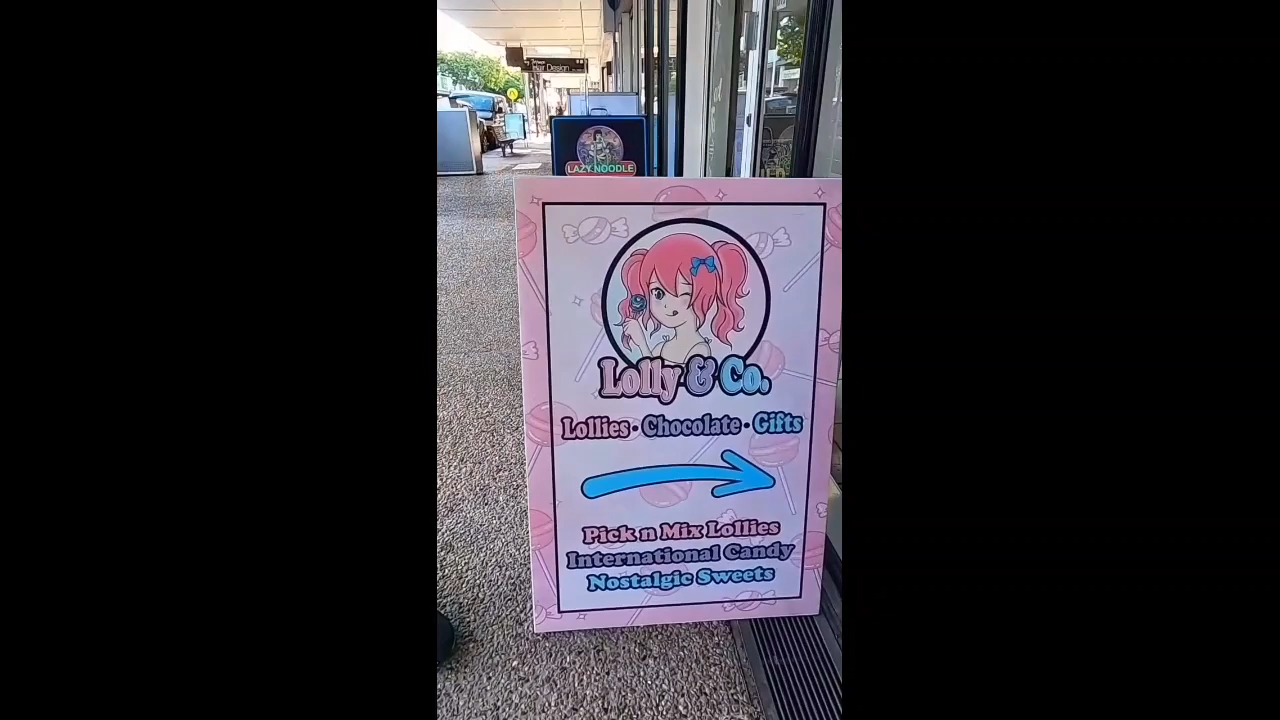 Hair Design
LAZY NOODLE
Lolly & Co.
Lollies · Chocolate · Gifts
Pick n Mix Lollies
International Candy
Nostalgic Sweets